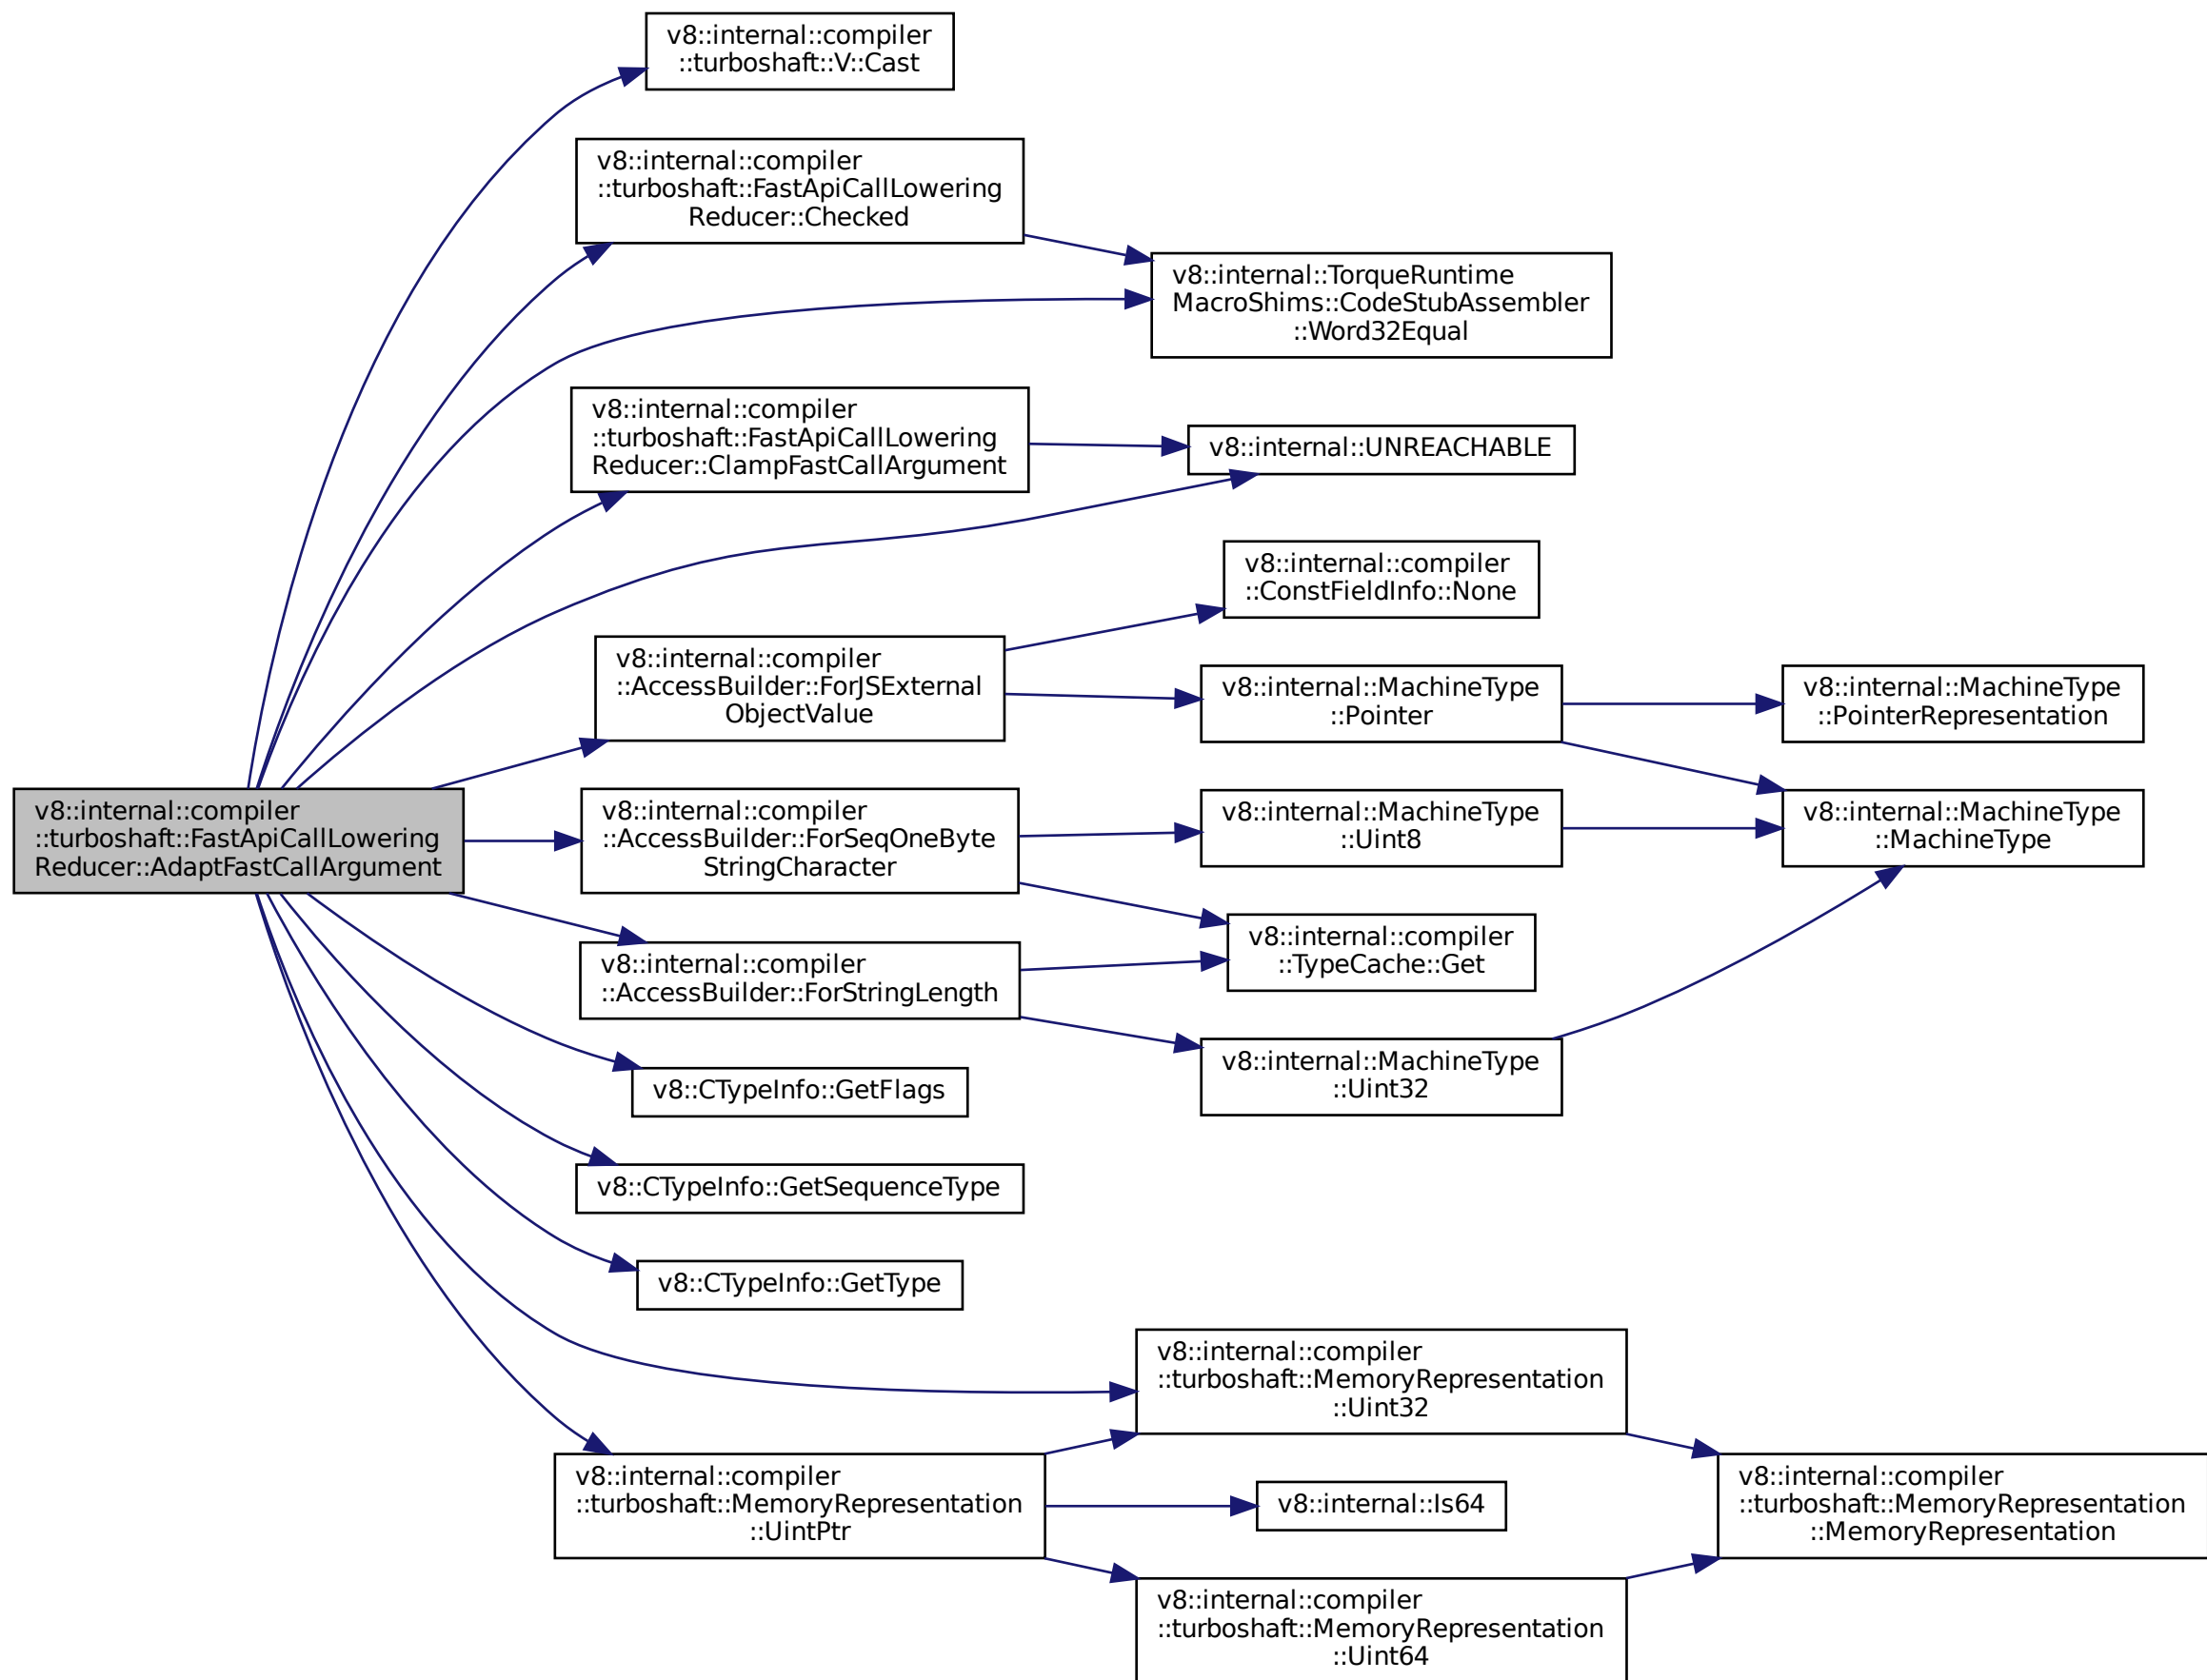 v8::internal::compiler
::turboshaft::V::Cast
v8::internal::compiler
::turboshaft::FastApiCallLowering
Reducer::Checked
v8::internal::TorqueRuntime
MacroShims::CodeStubAssembler
::Word32Equal
v8::internal::compiler
::turboshaft::FastApiCallLowering
Reducer::ClampFastCallArgument
v8::internal::UNREACHABLE
v8::internal::compiler
::ConstFieldInfo::None
v8::internal::compiler
::AccessBuilder::ForJSExternal
ObjectValue
v8::internal::MachineType
::Pointer
v8::internal::MachineType
::PointerRepresentation
v8::internal::compiler
::turboshaft::FastApiCallLowering
Reducer::AdaptFastCallArgument
v8::internal::compiler
::AccessBuilder::ForSeqOneByte
StringCharacter
v8::internal::MachineType
::Uint8
v8::internal::MachineType
::MachineType
v8::internal::compiler
::TypeCache::Get
v8::internal::compiler
::AccessBuilder::ForStringLength
v8::internal::MachineType
::Uint32
v8::CTypeInfo::GetFlags
v8::CTypeInfo::GetSequenceType
v8::CTypeInfo::GetType
v8::internal::compiler
::turboshaft::MemoryRepresentation
::Uint32
v8::internal::compiler
::turboshaft::MemoryRepresentation
::UintPtr
v8::internal::Is64
v8::internal::compiler
::turboshaft::MemoryRepresentation
::MemoryRepresentation
v8::internal::compiler
::turboshaft::MemoryRepresentation
::Uint64